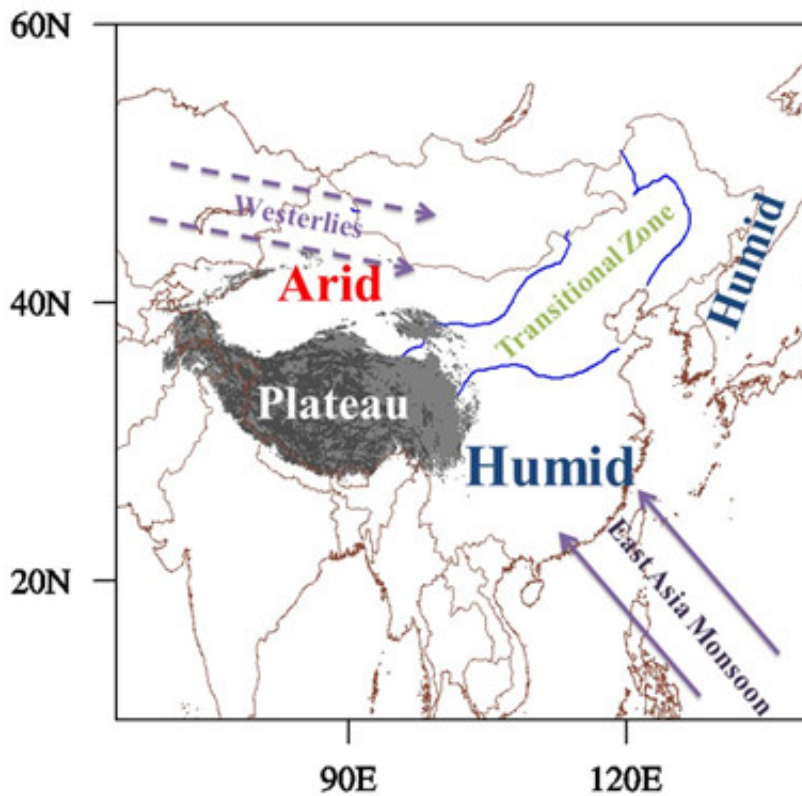 60N
Westerlies
Humid
Transitional Zone
Arid
40N
Plateau
Humid
East Asia Monsoon
20N
90E
120E